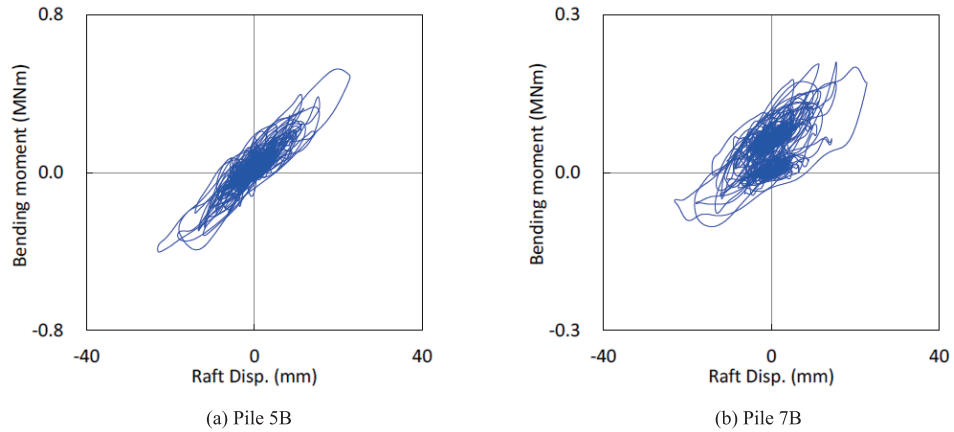 0.8
Bending moment (MNm)
0.0
-0.8
-40
0
40
Raft Disp. (mm)
(a) Pile 5B
0.3
Bending moment (MNm)
0.0
-0.3
-40
0
40
Raft Disp. (mm)
(b) Pile 7B